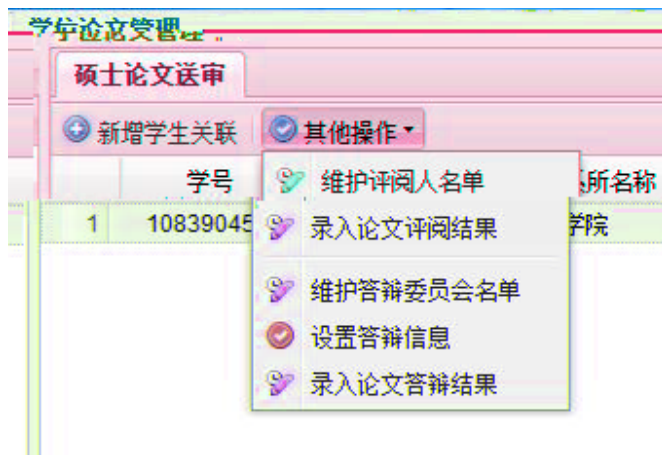 学位论文管理
硕士论文送审
新增学生关联 其他操作
学号 所名称
1 10839045 学院
维护评阅人名单
录入论文评阅结果
维护答辩委员会名单
设置答辩信息
录入论文答辩结果